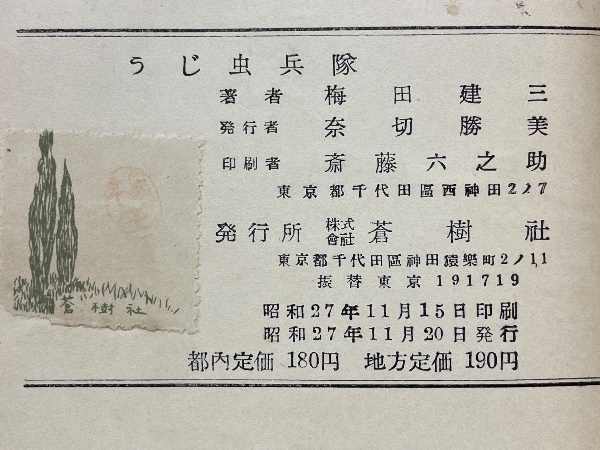 うじ虫兵隊
著者 梅田建三
発行者 奈切勝美
印刷者 斎藤六之助
東京都千代田區西神田2ノ7
発行所 株式會社 蒼樹社
東京都千代田區神田猿樂町2ノ11
振替東京 191719
昭和27年11月15日印刷
昭和27年11月20日発行
都内定価 180円 地方定価 190円
蒼樹社